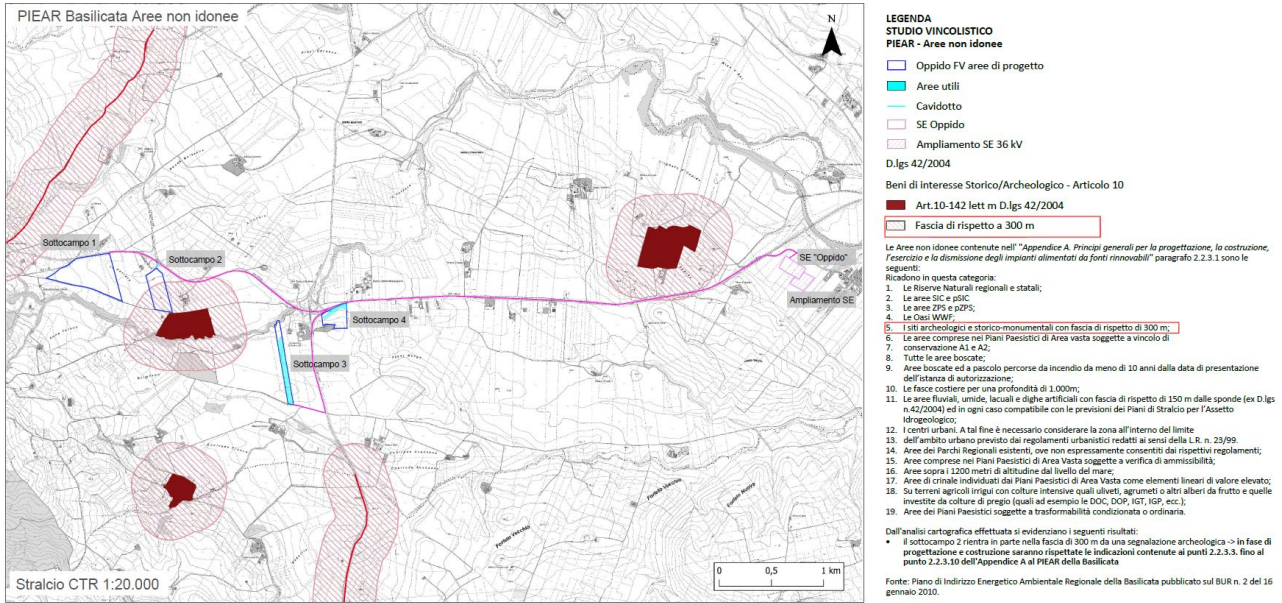 PIEAR Basilicata Aree non idonee
N
Sottocampo 1
Sottocampo 2
SE "Oppido"
Ampliamento SE
Sottocampo 4
Sottocampo 3
Stralcio CTR 1:20.000
0 0,5 1 km
LEGENDA
STUDIO VINCOLISTICO
PIEAR - Aree non idonee
Oppido FV aree di progetto
Aree utili
Cavidotto
SE Oppido
Ampliamento SE 36 kV
D.lgs 42/2004
Beni di interesse Storico/Archeologico - Articolo 10
Art.10-142 lett m D.lgs 42/2004
Fascia di rispetto a 300 m
Le Aree non idonee contenute nell' "Appendice A. Principi generali per la progettazione, la costruzione,
l'esercizio e la dismissione degli impianti alimentati da fonti rinnovabili" paragrafo 2.2.3.1 sono le
seguenti:
Ricadono in questa categoria:
1. Le Riserve Naturali regionali e statali;
2. Le aree SIC e pSIC
3. Le aree ZPS e pZPS;
4. Le Oasi WWF;
5. I siti archeologici e storico-monumentali con fascia di rispetto di 300 m;
6. Le aree comprese nei Piani Paesistici di Area vasta soggette a vincolo di
7. conservazione A1 e A2;
8. Tutte le aree boscate;
9. Aree boscate ed a pascolo percorse da incendio da meno di 10 anni dalla data di presentazione
dell'istanza di autorizzazione;
10. Le fasce costiere per una profondità di 1.000m;
11. Le aree fluviali, umide, lacuali e dighe artificiali con fascia di rispetto di 150 m dalle sponde (ex D.lgs
n.42/2004) ed in ogni caso compatibile con le previsioni dei Piani di Stralcio per l'Assetto
Idrogeologico;
12. I centri urbani. A tal fine è necessario considerare la zona all'interno del limite
13. dell'ambito urbano previsto dai regolamenti urbanistici redatti ai sensi della L.R. n. 23/99.
14. Aree dei Parchi Regionali esistenti, ove non espressamente consentiti dai rispettivi regolamenti;
15. Aree comprese nei Piani Paesistici di Area Vasta soggette a verifica di ammissibilità;
16. Aree sopra i 1200 metri di altitudine dal livello del mare;
17. Aree di crinale individuati dai Piani Paesistici di Area Vasta come elementi lineari di valore elevato;
18. Su terreni agricoli irrigui con colture intensive quali uliveti, agrumeti o altri alberi da frutto e quelle
investite da colture di pregio (quali ad esempio le DOC, DOP, IGT, IGP, ecc.);
19. Aree dei Piani Paesistici soggette a trasformabilità condizionata o ordinaria.
Dall'analisi cartografica effettuata si evidenziano i seguenti risultati:
• il sottocampo 2 rientra in parte nella fascia di 300 m da una segnalazione archeologica -> in fase di
progettazione e costruzione saranno rispettate le indicazioni contenute ai punti 2.2.3.3. fino al
punto 2.2.3.10 dell'Appendice A al PIEAR della Basilicata
Fonte: Piano di Indirizzo Energetico Ambientale Regionale della Basilicata pubblicato sul BUR n. 2 del 16
gennaio 2010.